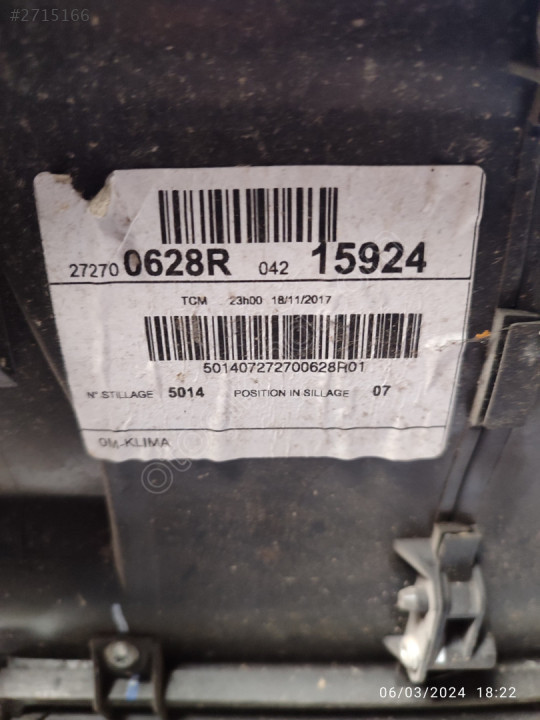 #2715166
27270 0628R 042 15924
TCM 23h00 18/11/2017
501407272700628R01
N° STILLAGE 5014 POSITION IN SILLAGE 07
OM-KLIMA
06/03/2024 18:22